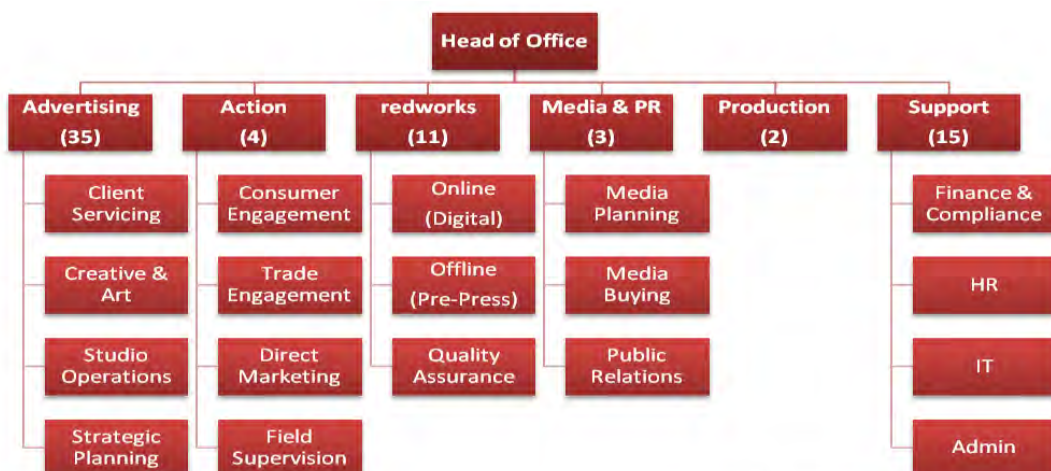 Head of Office
Advertising
(35)
Action
(4)
redworks
(11)
Media & PR
(3)
Production
(2)
Support
(15)
Client
Servicing
Creative &
Art
Studio
Operations
Strategic
Planning
Consumer
Engagement
Trade
Engagement
Direct
Marketing
Field
Supervision
Online
(Digital)
Offline
(Pre-Press)
Quality
Assurance
Media
Planning
Media
Buying
Public
Relations
Finance &
Compliance
HR
IT
Admin